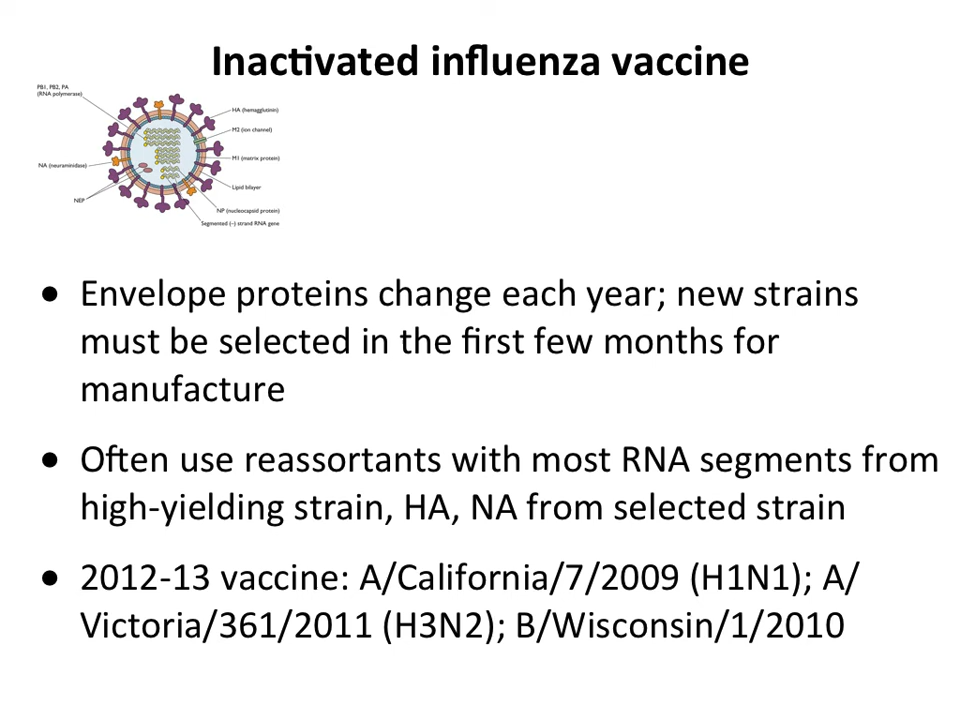 Inactivated influenza vaccine
PB1, PB2, PA
(RNA polymerase)
HA (hemagglutinin)
M2 (ion channel)
M1 (matrix protein)
NA (neuraminidase)
Lipid bilayer
NEP
NP (nucleocapsid protein)
Segmented (–) strand RNA gene
• Envelope proteins change each year; new strains
must be selected in the first few months for
manufacture
• Often use reassortants with most RNA segments from
high-yielding strain, HA, NA from selected strain
• 2012-13 vaccine: A/California/7/2009 (H1N1); A/
Victoria/361/2011 (H3N2); B/Wisconsin/1/2010